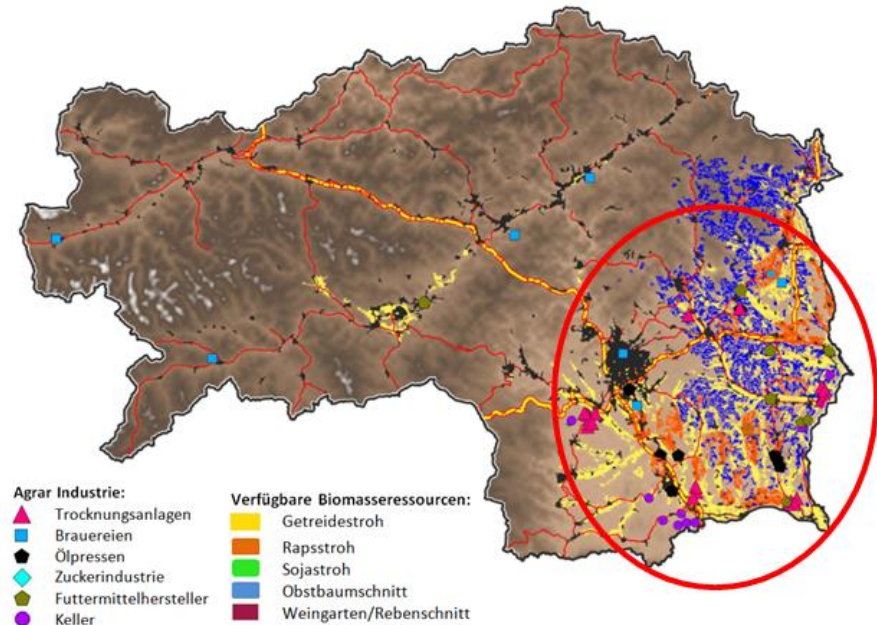 Agrar Industrie:
Trocknungsanlagen
Brauereien
Ölpressen
Zuckerindustrie
Futtermittelhersteller
Keller
Verfügbare Biomasseressourcen:
Getreidestroh
Rapsstroh
Sojastroh
Obstbaumschnitt
Weingarten/Rebenschnitt